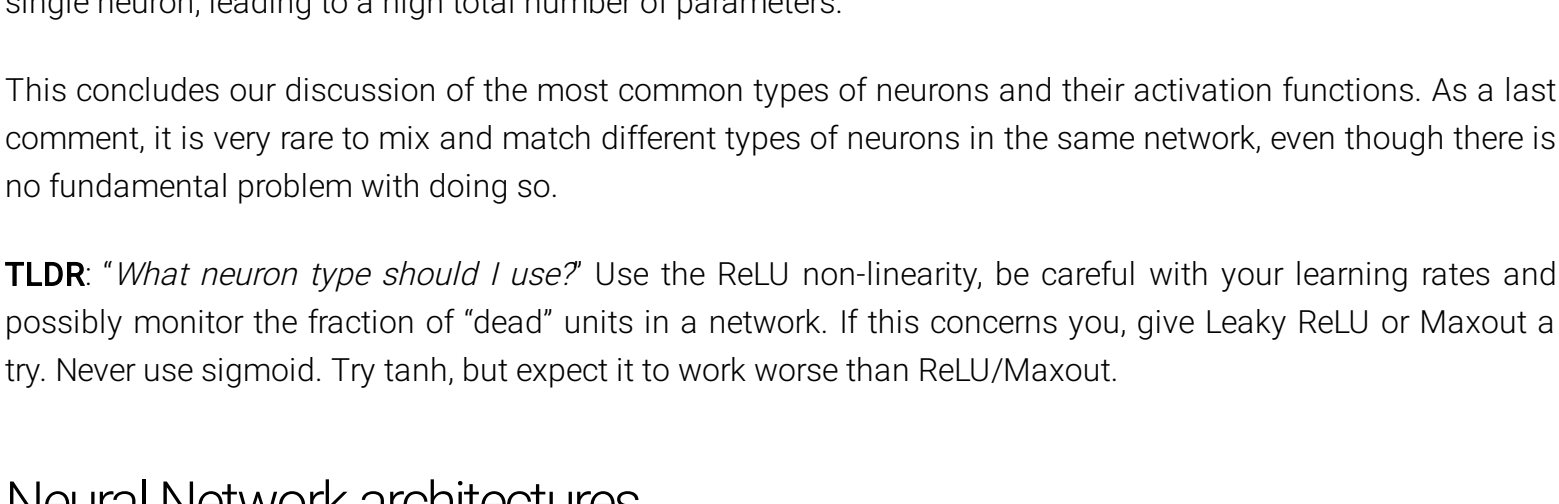 single neuron, leading to a high total number of parameters.
This concludes our discussion of the most common types of neurons and their activation functions. As a last
comment, it is very rare to mix and match different types of neurons in the same network, even though there is
no fundamental problem with doing so.
TLDR: “What neuron type should I use?” Use the ReLU non-linearity, be careful with your learning rates and
possibly monitor the fraction of “dead” units in a network. If this concerns you, give Leaky ReLU or Maxout a
try. Never use sigmoid. Try tanh, but expect it to work worse than ReLU/Maxout.
Neural Network architectures